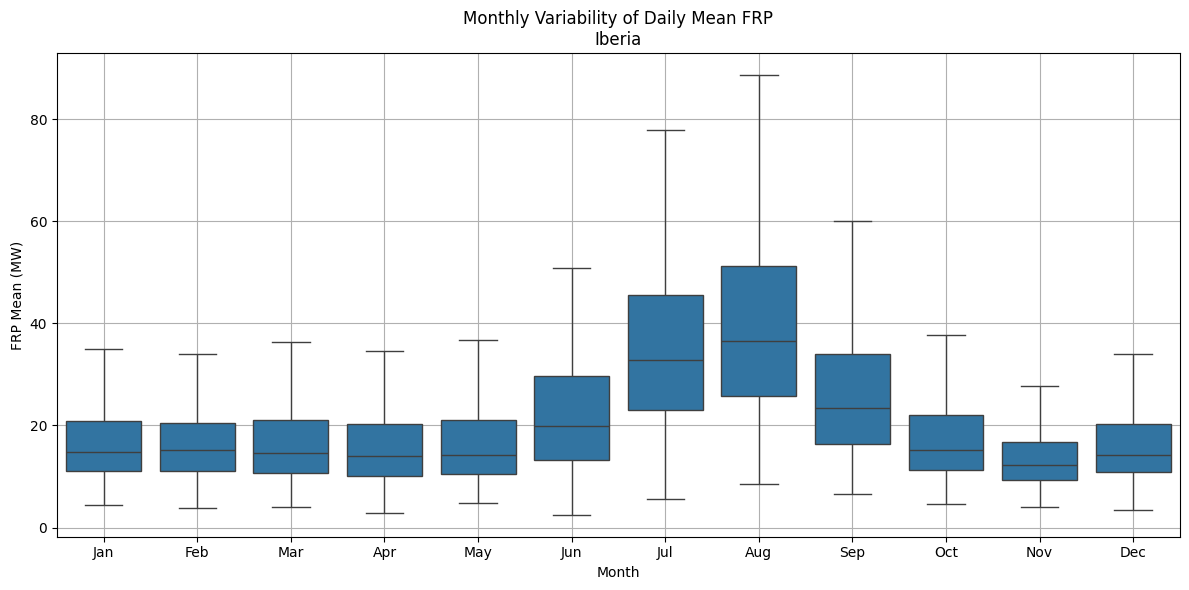 Monthly Variability of Daily Mean FRP
Iberia
FRP Mean (MW)
80
60
40
20
0
Jan Feb Mar Apr May Jun Jul Aug Sep Oct Nov Dec
Month